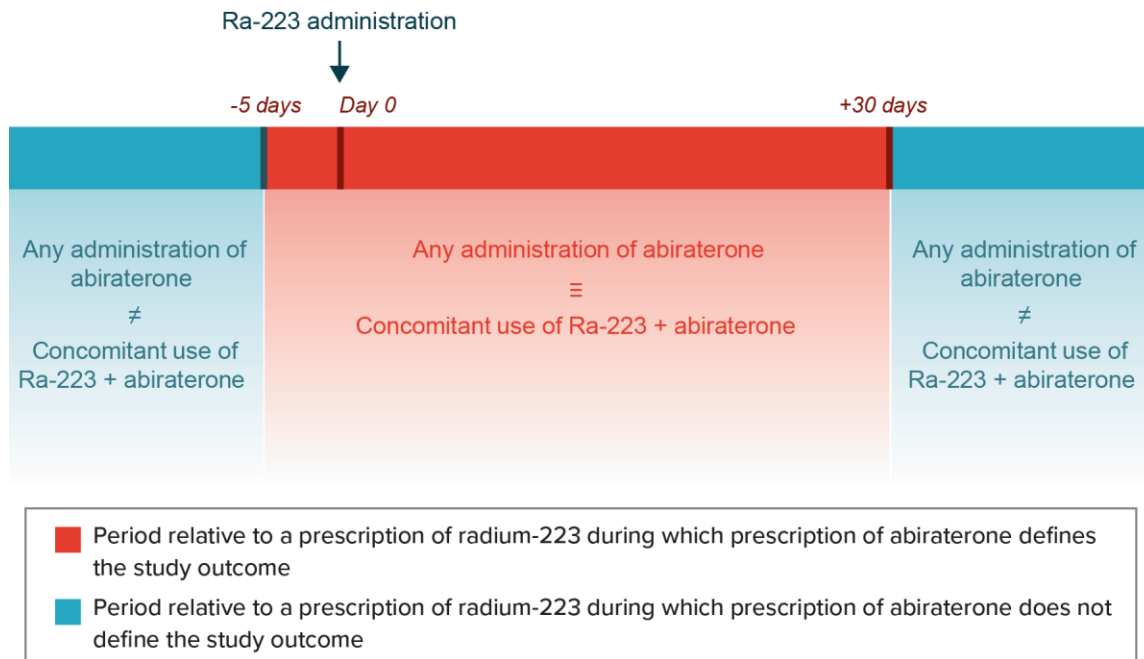 Ra-223 administration
-5 days
Day 0
+30 days
Any administration of
abiraterone
≠
Concomitant use of
Ra-223 + abiraterone
Any administration of abiraterone
≡
Concomitant use of Ra-223 + abiraterone
Any administration of
abiraterone
≠
Concomitant use of
Ra-223 + abiraterone
Period relative to a prescription of radium-223 during which prescription of abiraterone defines
the study outcome
Period relative to a prescription of radium-223 during which prescription of abiraterone does not
define the study outcome